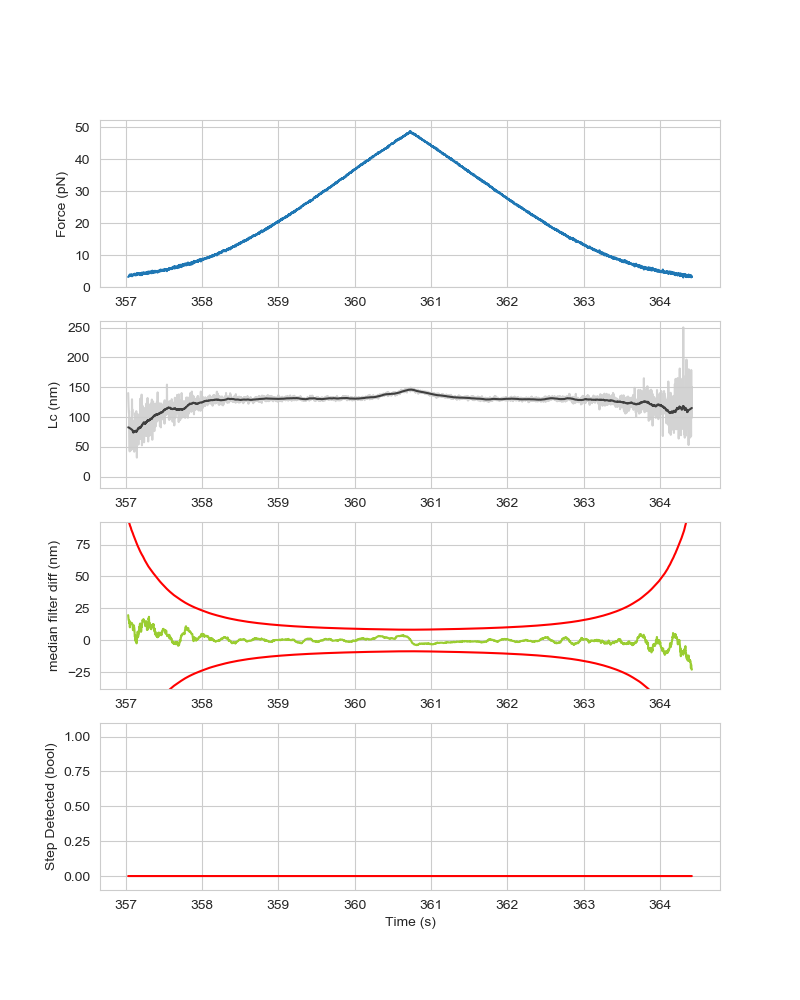 50
40
30
20
10
0
Force (pN)
357 358 359 360 361 362 363 364
250
200
150
100
50
0
Lc (nm)
357 358 359 360 361 362 363 364
75
50
25
0
−25
median filter diff (nm)
357 358 359 360 361 362 363 364
1.00
0.75
0.50
0.25
0.00
Step Detected (bool)
357 358 359 360 361 362 363 364
Time (s)